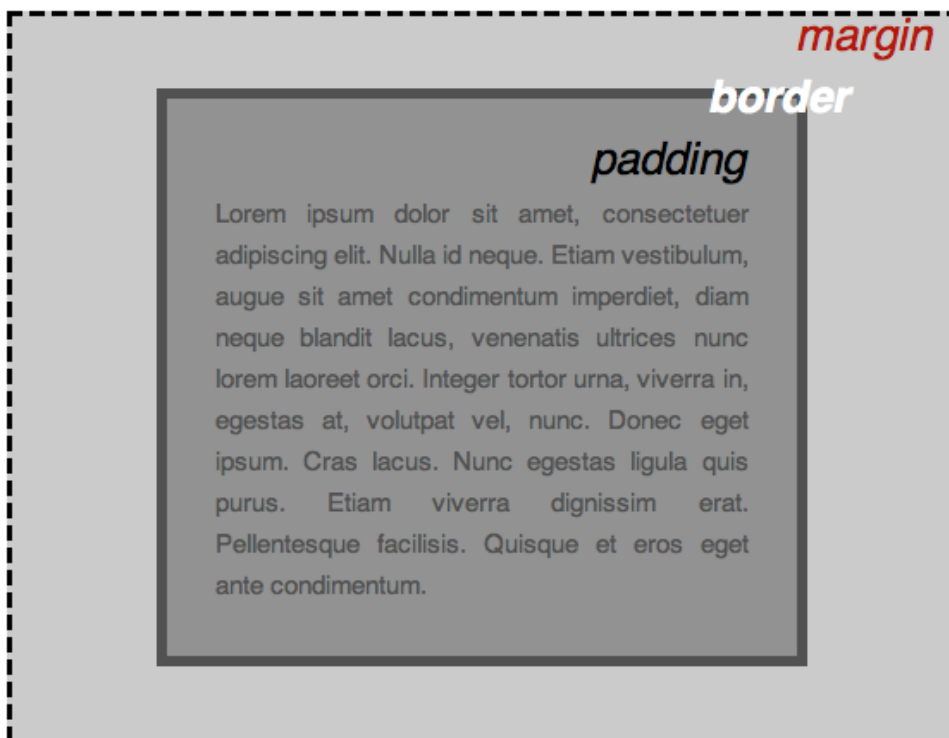 margin
border
padding
Lorem ipsum dolor sit amet, consectetuer
adipiscing elit. Nulla id neque. Etiam vestibulum,
augue sit amet condimentum imperdiet, diam
neque blandit lacus, venenatis ultrices nunc
lorem laoreet orci. Integer tortor urna, viverra in,
egestas at, volutpat vel, nunc. Donec eget
ipsum. Cras lacus. Nunc egestas ligula quis
purus. Etiam viverra dignissim erat.
Pellentesque facilisis. Quisque et eros eget
ante condimentum.